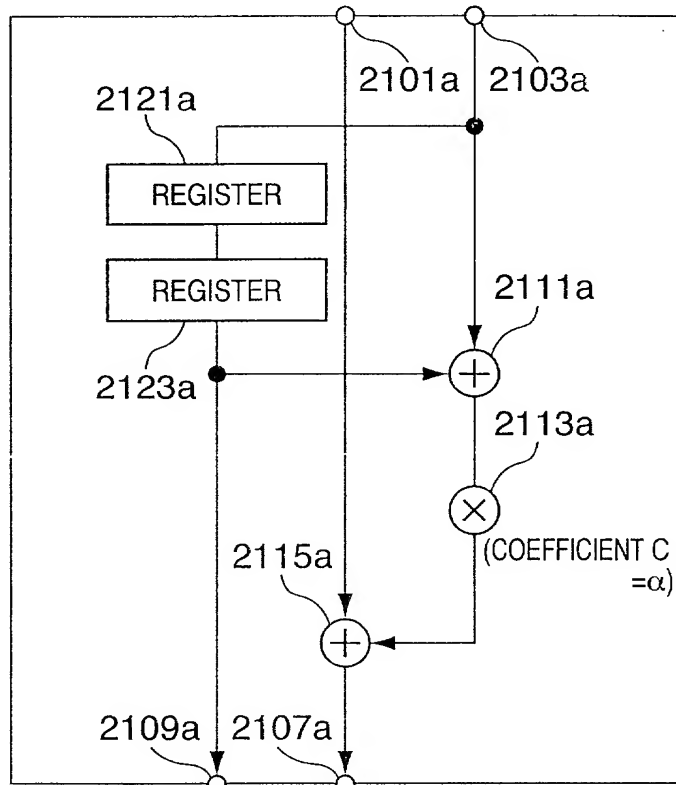 2101a
2103a
2121a
REGISTER
REGISTER
2123a
2111a
2113a
(COEFFICIENT C
=α)
2115a
2109a
2107a